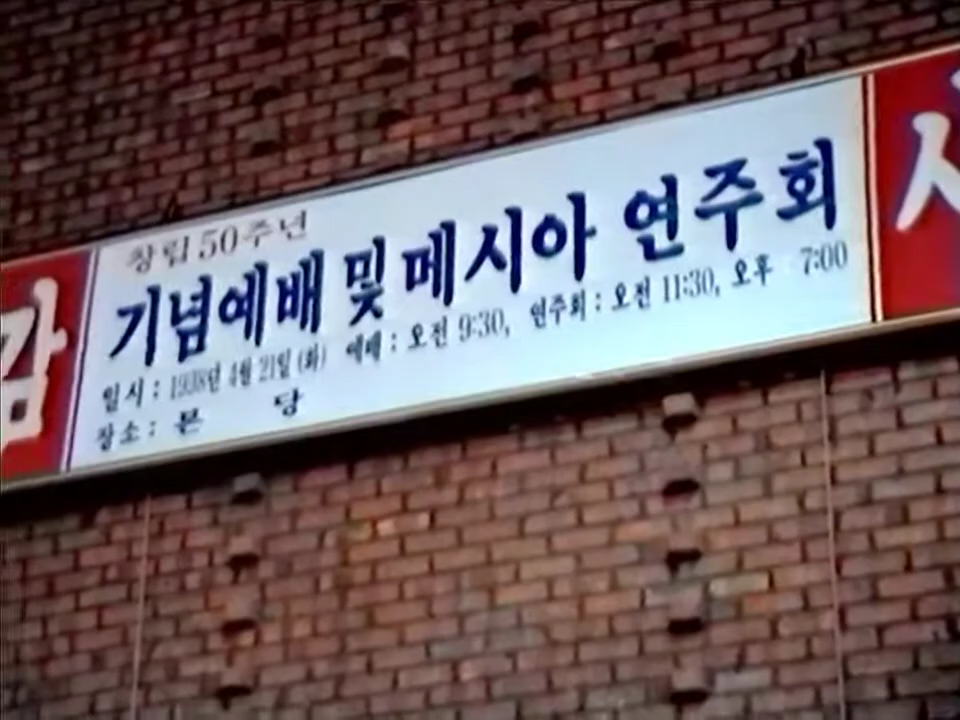 감
창립 50주년
기념예배 및 메시아 연주회
일시 : 1998년 4월 21일 (화) 예배 : 오전 9:30, 연주회 : 오전 11:30, 오후 7:00
장소 : 본 당